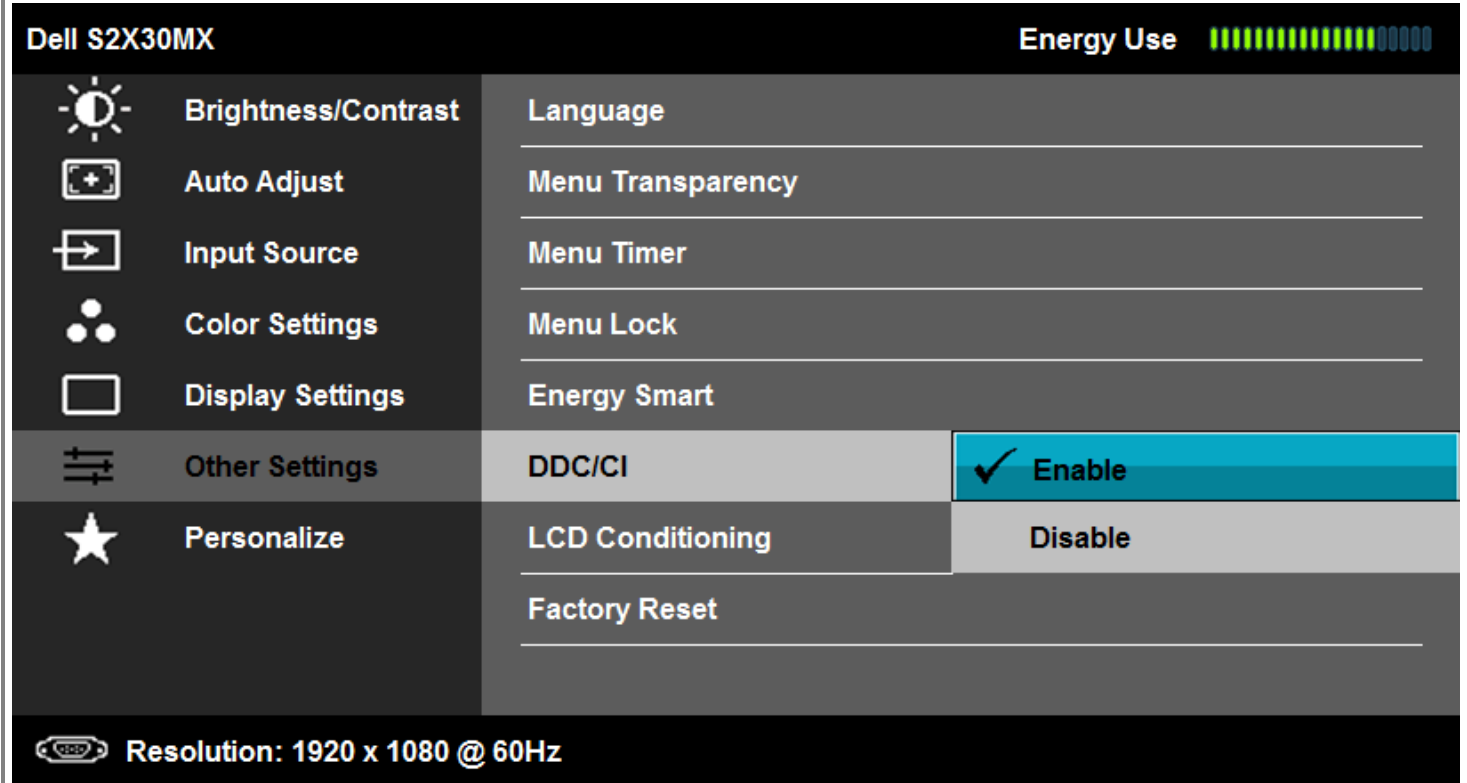 Dell S2X30MX Energy Use
Brightness/Contrast Language
Auto Adjust Menu Transparency
Input Source Menu Timer
Color Settings Menu Lock
Display Settings Energy Smart
Other Settings DDC/CI Enable
Personalize LCD Conditioning Disable
Factory Reset
Resolution: 1920 x 1080 @ 60Hz